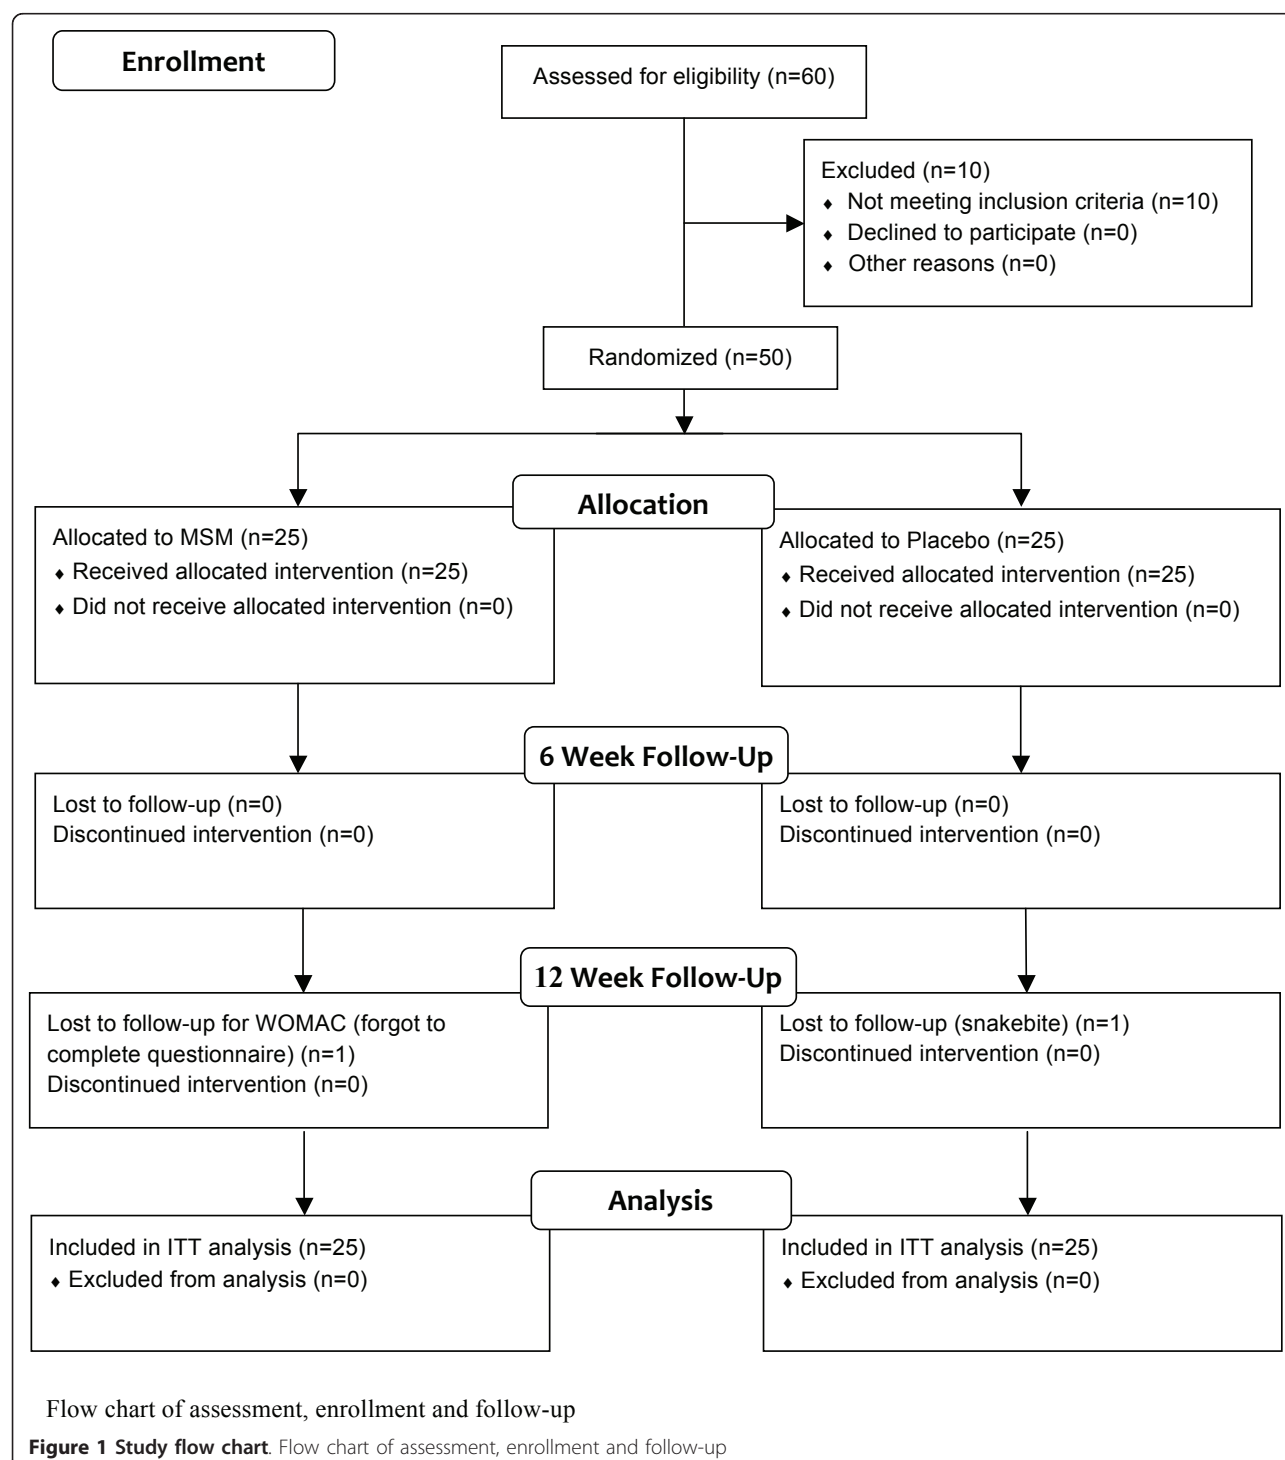 Enrollment
Assessed for eligibility (n=60)
Excluded (n=10)
♦ Not meeting inclusion criteria (n=10)
♦ Declined to participate (n=0)
♦ Other reasons (n=0)
Randomized (n=50)
Allocation
Allocated to MSM (n=25)
♦ Received allocated intervention (n=25)
♦ Did not receive allocated intervention (n=0)
Allocated to Placebo (n=25)
♦ Received allocated intervention (n=25)
♦ Did not receive allocated intervention (n=0)
6 Week Follow-Up
Lost to follow-up (n=0)
Discontinued intervention (n=0)
Lost to follow-up (n=0)
Discontinued intervention (n=0)
12 Week Follow-Up
Lost to follow-up for WOMAC (forgot to
complete questionnaire) (n=1)
Discontinued intervention (n=0)
Lost to follow-up (snakebite) (n=1)
Discontinued intervention (n=0)
Analysis
Included in ITT analysis (n=25)
♦ Excluded from analysis (n=0)
Included in ITT analysis (n=25)
♦ Excluded from analysis (n=0)
Flow chart of assessment, enrollment and follow-up
Figure 1 Study flow chart. Flow chart of assessment, enrollment and follow-up